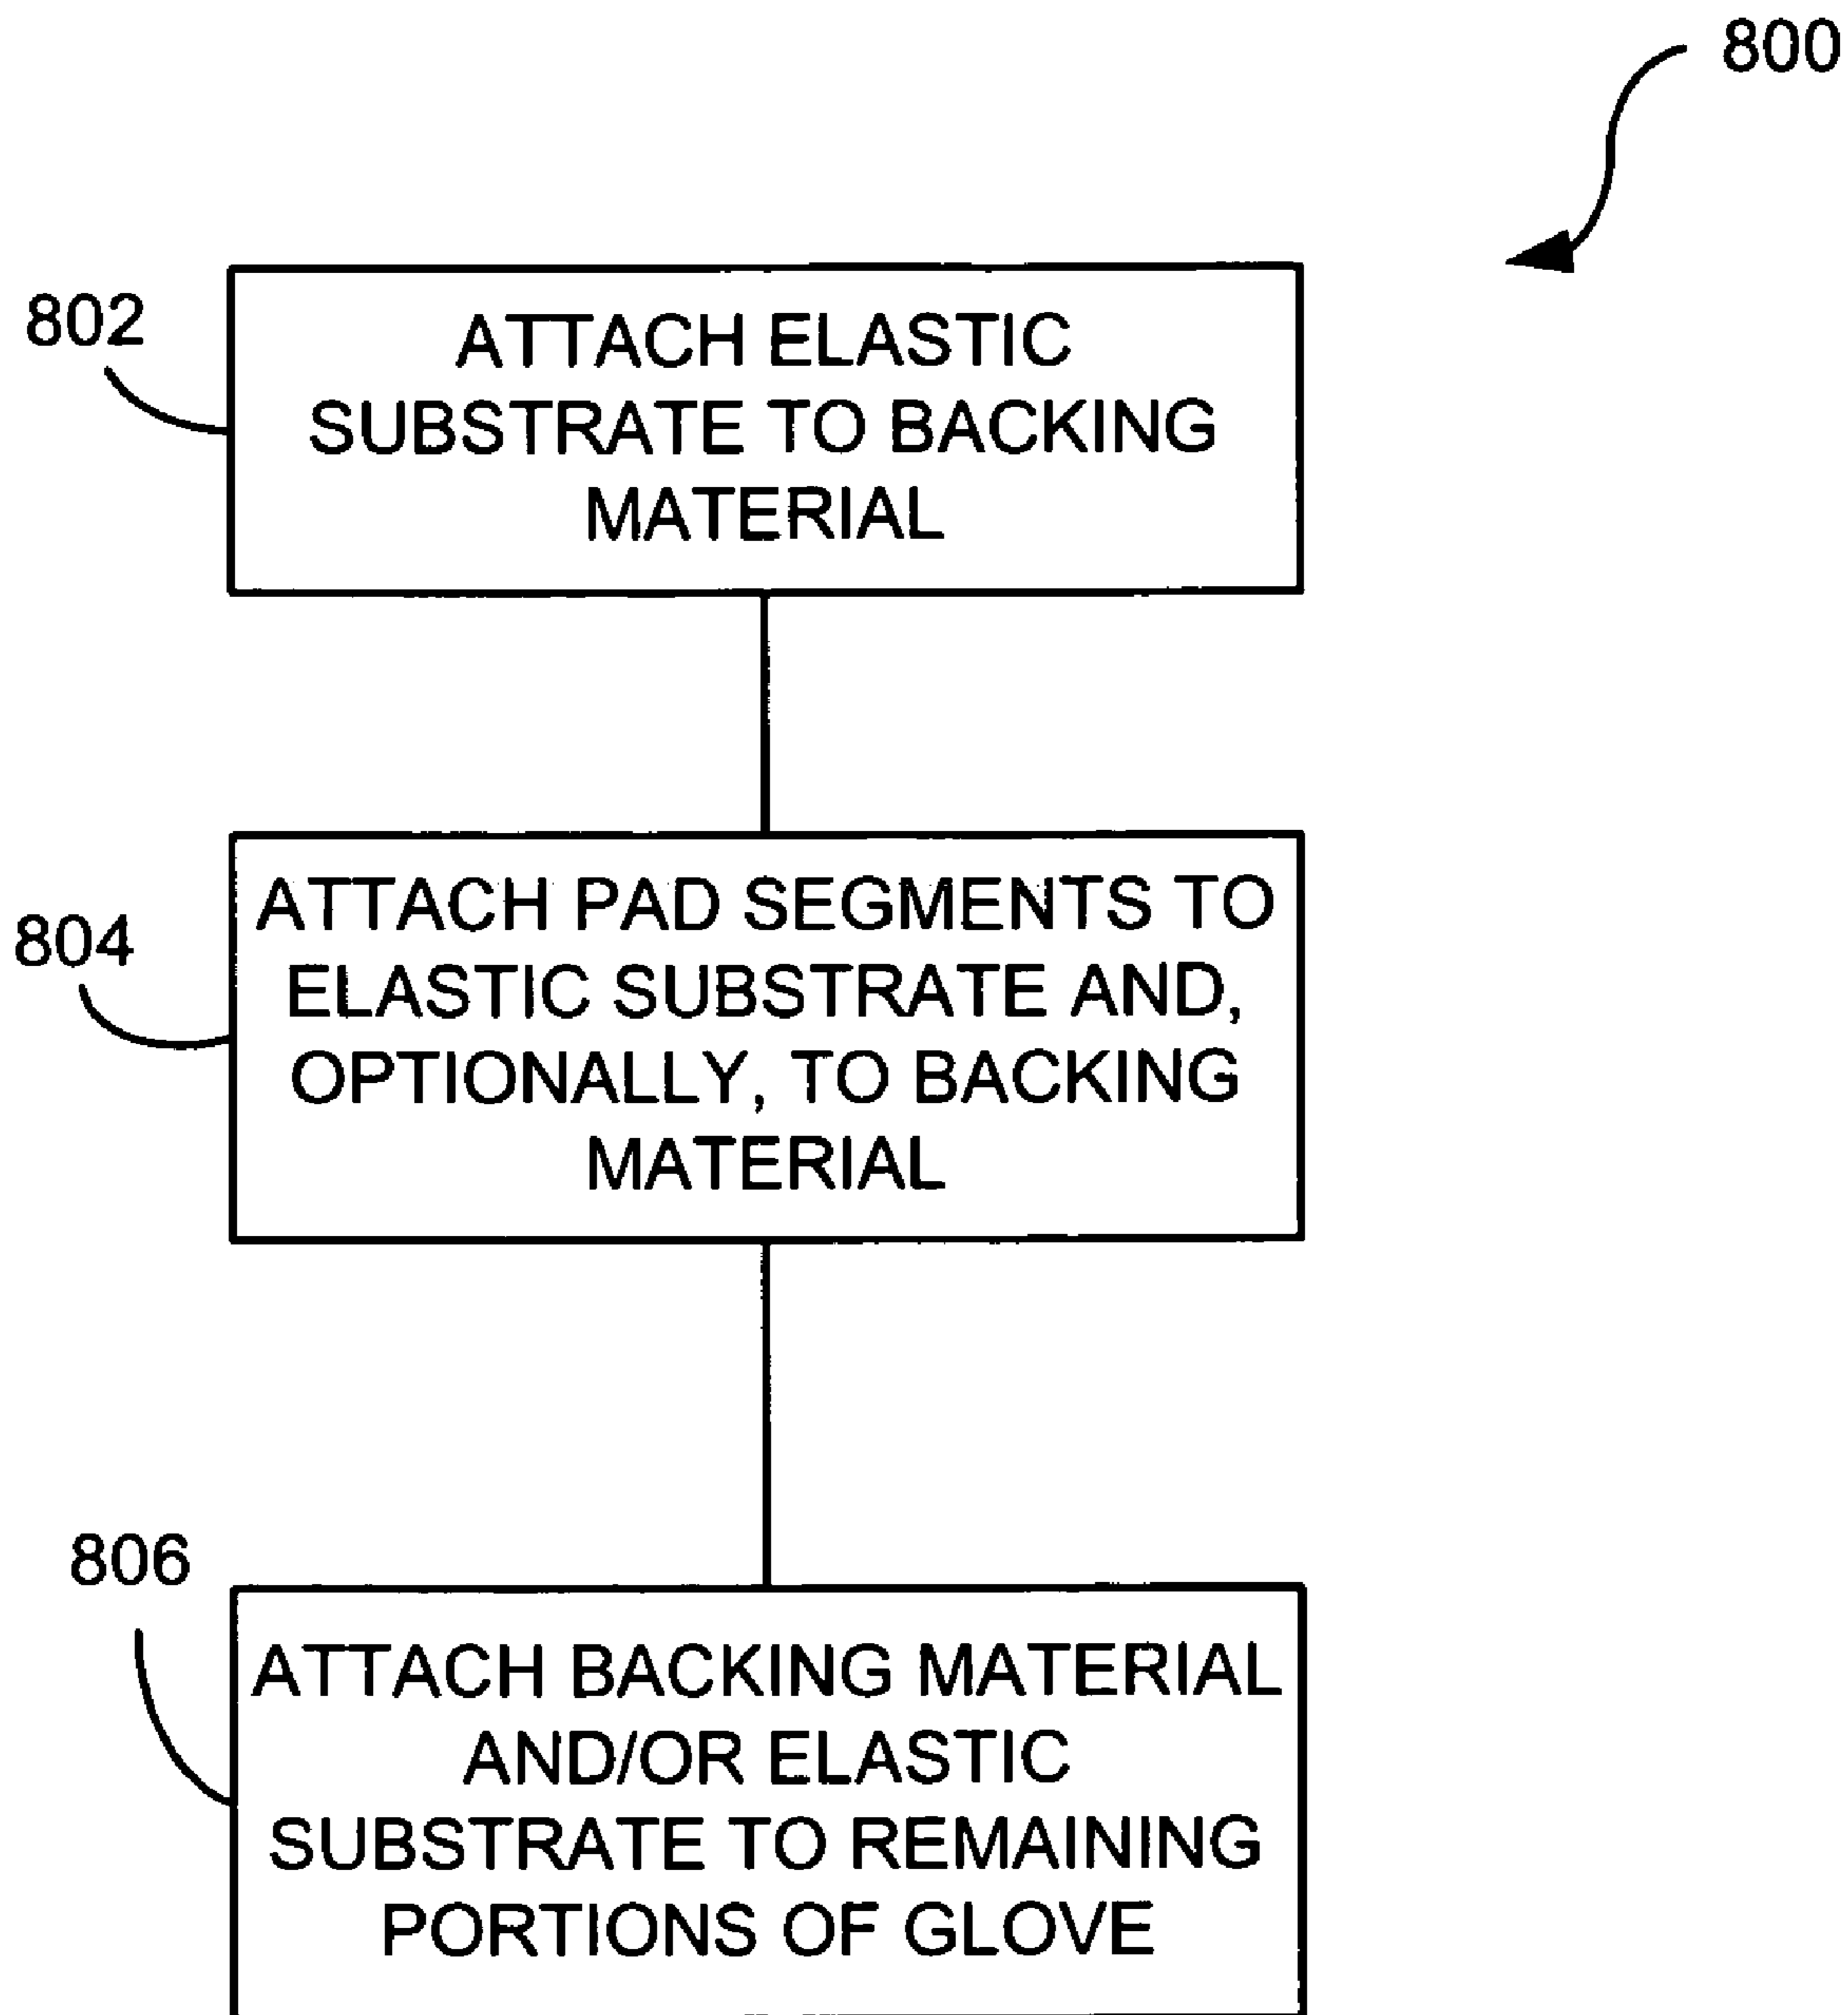 800
802
ATTACH ELASTIC
SUBSTRATE TO BACKING
MATERIAL
804
ATTACH PAD SEGMENTS TO
ELASTIC SUBSTRATE AND,
OPTIONALLY, TO BACKING
MATERIAL
806
ATTACH BACKING MATERIAL
AND/OR ELASTIC
SUBSTRATE TO REMAINING
PORTIONS OF GLOVE